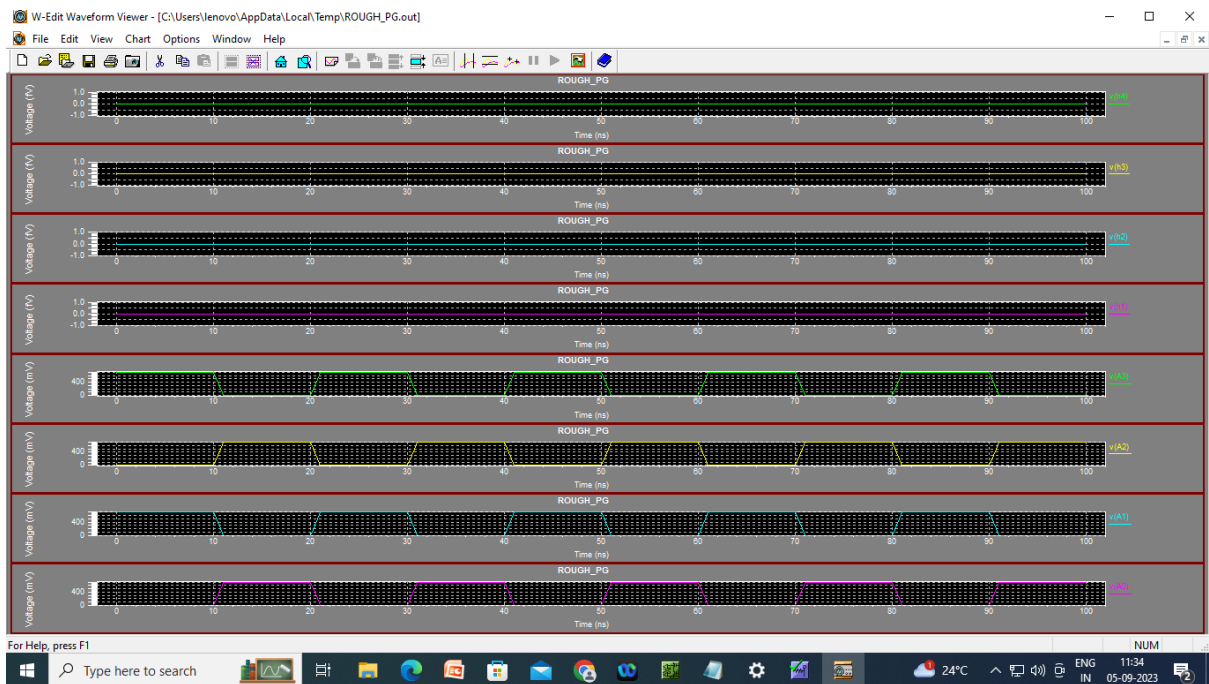 W-Edit Waveform Viewer - [C:\Users\lenovo\AppData\Local\Temp\ROUGH_PG.out]
File Edit View Chart Options Window Help
ROUGH_PG
Voltage (fV)
1.0
0.0
-1.0
0 10 20 30 40 50 60 70 80 90 100
Time (ns)
ROUGH_PG
Voltage (fV)
1.0
0.0
-1.0
v(h3)
0 10 20 30 40 50 60 70 80 90 100
Time (ns)
ROUGH_PG
Voltage (fV)
1.0
0.0
-1.0
v(h2)
0 10 20 30 40 50 60 70 80 90 100
Time (ns)
ROUGH_PG
Voltage (fV)
1.0
0.0
-1.0
0 10 20 30 40 50 60 70 80 90 100
Time (ns)
ROUGH_PG
Voltage (mV)
400
0
v(A3)
0 10 20 30 40 50 60 70 80 90 100
Time (ns)
ROUGH_PG
Voltage (mV)
400
0
v(A2)
0 10 20 30 40 50 60 70 80 90 100
Time (ns)
ROUGH_PG
Voltage (mV)
400
0
v(A1)
0 10 20 30 40 50 60 70 80 90 100
Time (ns)
ROUGH_PG
Voltage (mV)
400
0
v(A0)
0 10 20 30 40 50 60 70 80 90 100
Time (ns)
For Help, press F1
NUM
Type here to search
24°C
ENG
IN
11:34
05-09-2023
2